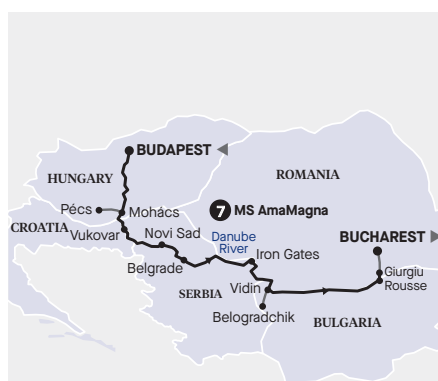 BUDAPEST
HUNGARY
ROMANIA
Pécs
Mohács
7 MS AmaMagna
CROATIA
Vukovar
Novi Sad
Danube
River
BUCHAREST
Iron Gates
Belgrade
Giurgiu
Rousse
Vidin
SERBIA
Belogradchik
BULGARIA